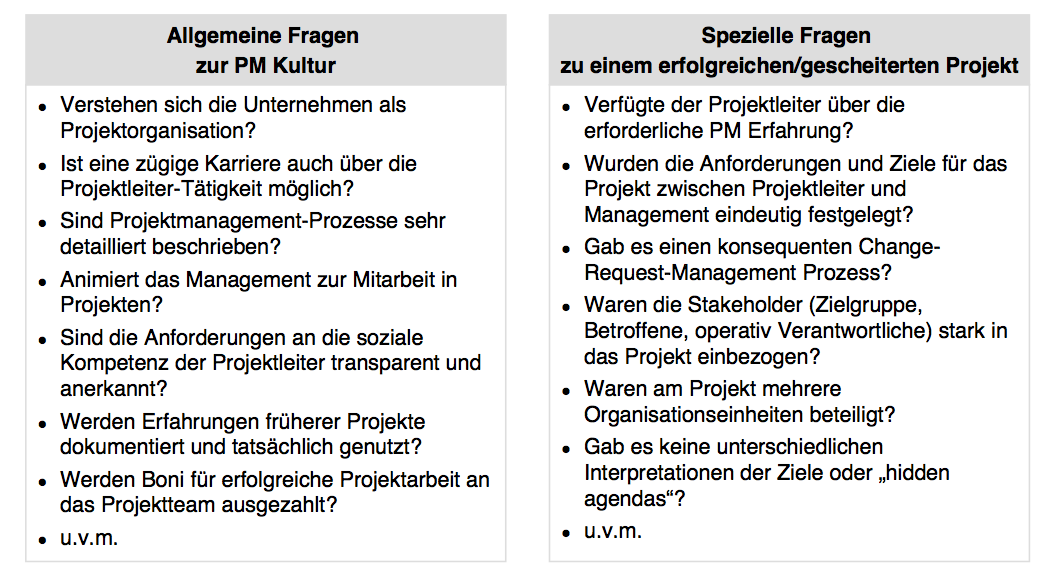 Allgemeine Fragen
zur PM Kultur
• Verstehen sich die Unternehmen als
Projektorganisation?
• Ist eine zügige Karriere auch über die
Projektleiter-Tätigkeit möglich?
• Sind Projektmanagement-Prozesse sehr
detailliert beschrieben?
• Animiert das Management zur Mitarbeit in
Projekten?
• Sind die Anforderungen an die soziale
Kompetenz der Projektleiter transparent und
anerkannt?
• Werden Erfahrungen früherer Projekte
dokumentiert und tatsächlich genutzt?
• Werden Boni für erfolgreiche Projektarbeit an
das Projektteam ausgezahlt?
• u.v.m.
Spezielle Fragen
zu einem erfolgreichen/gescheiterten Projekt
• Verfügte der Projektleiter über die
erforderliche PM Erfahrung?
• Wurden die Anforderungen und Ziele für das
Projekt zwischen Projektleiter und
Management eindeutig festgelegt?
• Gab es einen konsequenten Change-
Request-Management Prozess?
• Waren die Stakeholder (Zielgruppe,
Betroffene, operativ Verantwortliche) stark in
das Projekt einbezogen?
• Waren am Projekt mehrere
Organisationseinheiten beteiligt?
• Gab es keine unterschiedlichen
Interpretationen der Ziele oder „hidden
agendas“?
• u.v.m.